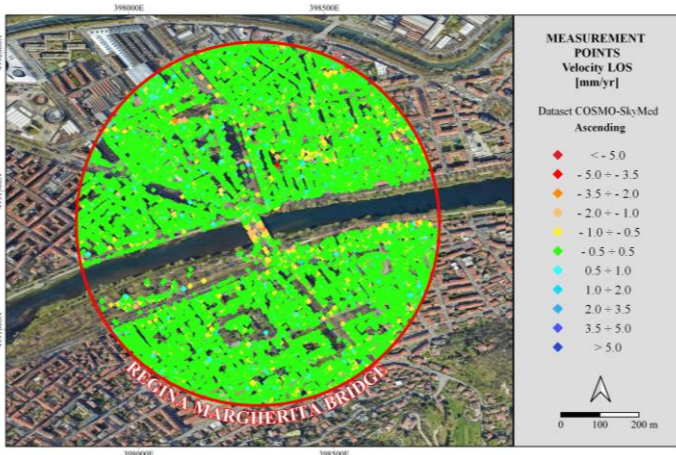 398000E
398500E
MEASUREMENT
POINTS
Velocity LOS
[mm/yr]
Dataset COSMO-SkyMed
Ascending
< - 5.0
- 5.0 ÷ - 3.5
- 3.5 ÷ - 2.0
- 2.0 ÷ - 1.0
- 1.0 ÷ - 0.5
- 0.5 ÷ 0.5
0.5 ÷ 1.0
1.0 ÷ 2.0
2.0 ÷ 3.5
3.5 ÷ 5.0
> 5.0
0 100 200 m
REGINA MARGHERITA BRIDGE
398000E
398500E